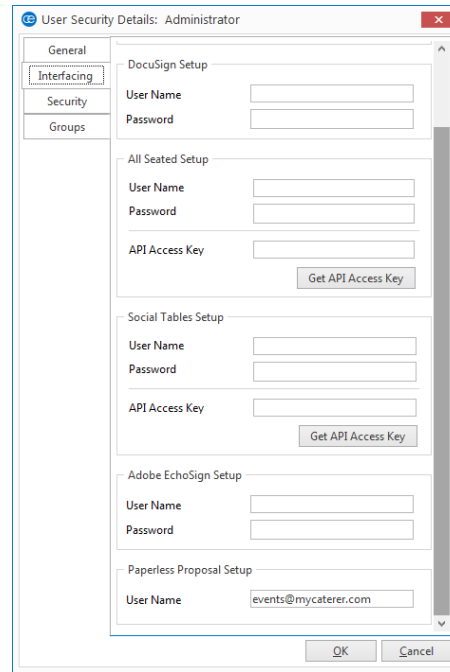 User Security Details: Administrator
General
Interfacing
Security
Groups
DocuSign Setup
User Name
Password
All Seated Setup
User Name
Password
API Access Key
Get API Access Key
Social Tables Setup
User Name
Password
API Access Key
Get API Access Key
Adobe EchoSign Setup
User Name
Password
Paperless Proposal Setup
User Name events@mycaterer.com
OK Cancel